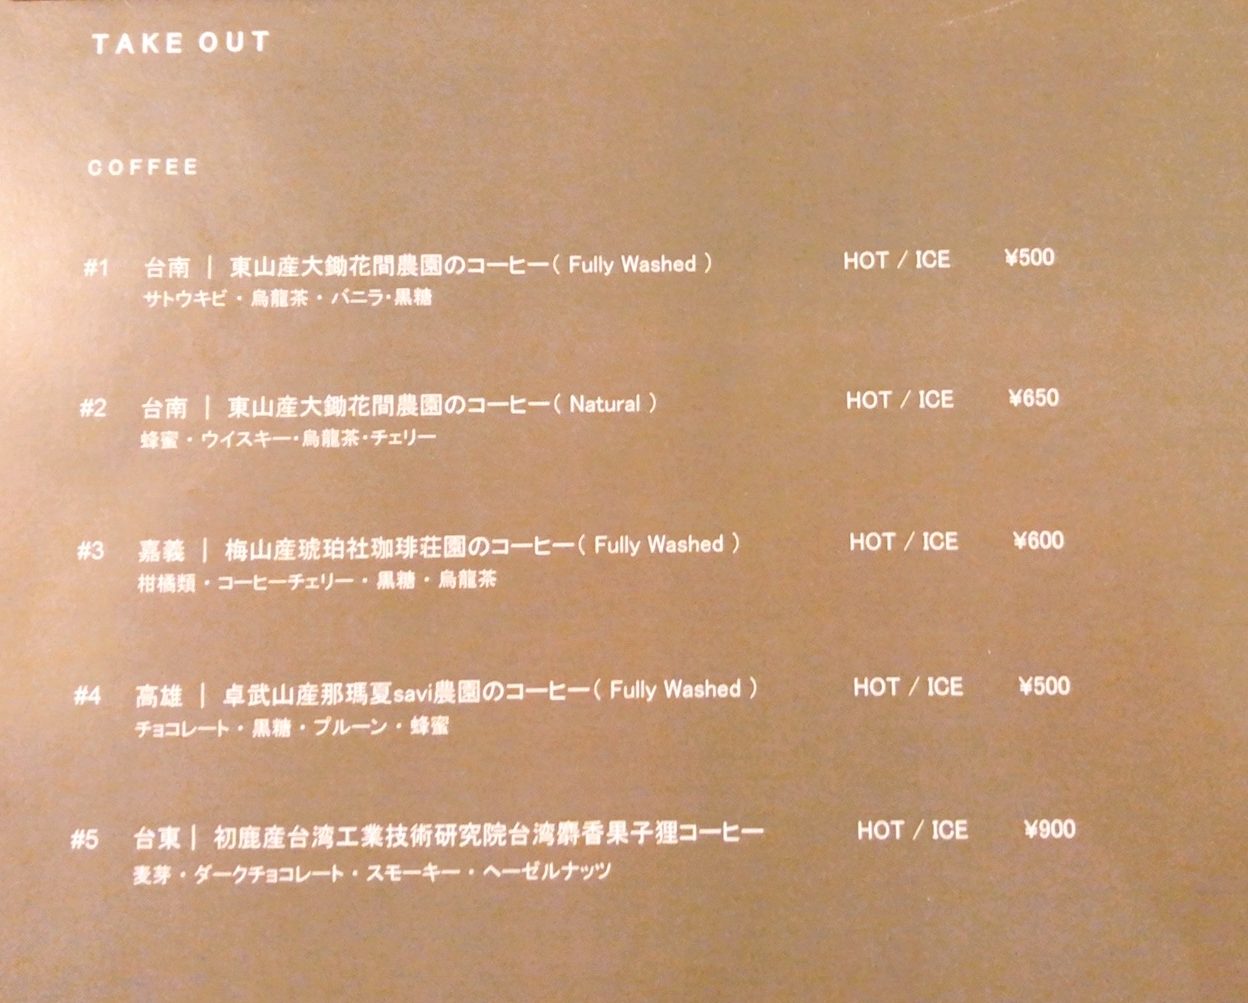 TAKE OUT
COFFEE
#1 台南 | 東山産大鋤花間農園のコーヒー( Fully Washed ) HOT / ICE ¥500
サトウキビ・烏龍茶・バニラ・黒糖
#2 台南 | 東山産大鋤花間農園のコーヒー( Natural ) HOT / ICE ¥650
蜂蜜・ウイスキー・烏龍茶・チェリー
#3 嘉義 | 梅山産琥珀社珈琲荘園のコーヒー( Fully Washed ) HOT / ICE ¥600
柑橘類・コーヒーチェリー・黒糖・烏龍茶
#4 高雄 | 卓武山産那瑪夏savi農園のコーヒー( Fully Washed ) HOT / ICE ¥500
チョコレート・黒糖・プルーン・蜂蜜
#5 台東 | 初鹿産台湾工業技術研究院台湾麝香果子狸コーヒー HOT / ICE ¥900
麦芽・ダークチョコレート・スモーキー・ヘーゼルナッツ